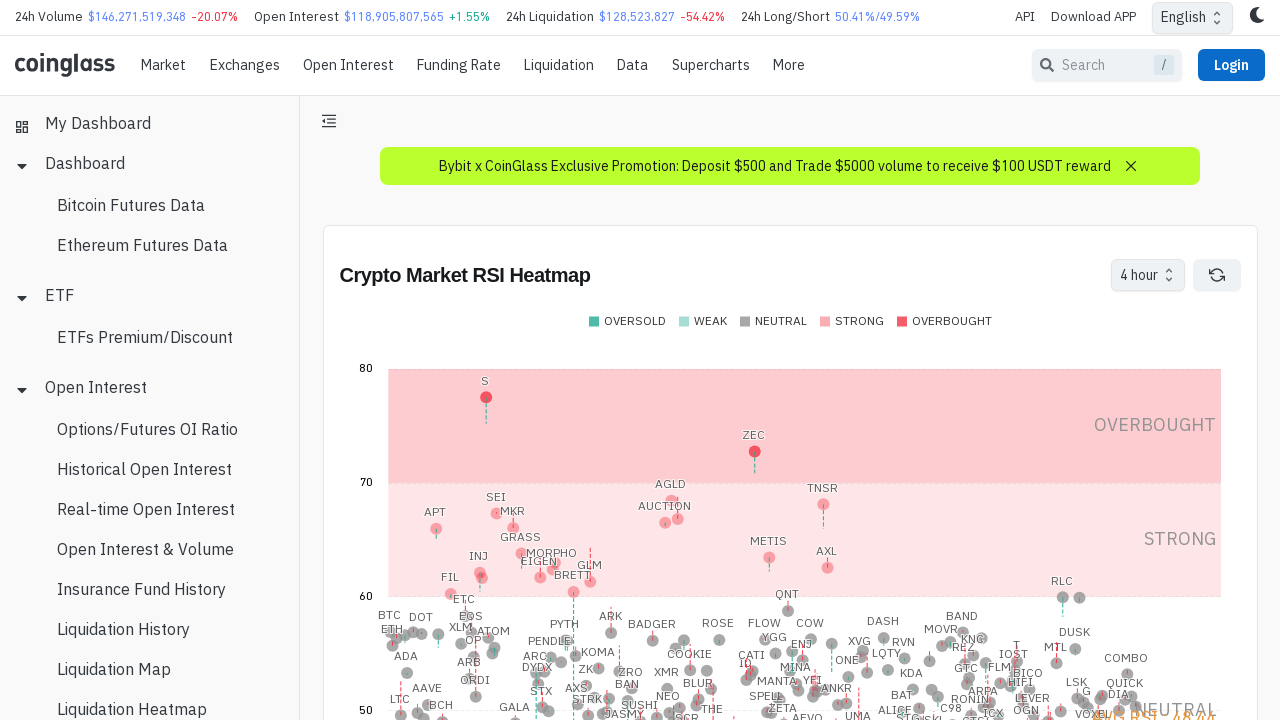 24h Volume $146,271,519,348 -20.07% Open Interest $118,905,807,565 +1.55% 24h Liquidation $128,523,827 -54.42% 24h Long/Short 50.41%/49.59% API Download APP English
coinglass Market Exchanges Open Interest Funding Rate Liquidation Data Supercharts More Search / Login
My Dashboard
Dashboard
Bitcoin Futures Data
Ethereum Futures Data
ETF
ETFs Premium/Discount
Open Interest
Options/Futures OI Ratio
Historical Open Interest
Real-time Open Interest
Open Interest & Volume
Insurance Fund History
Liquidation History
Liquidation Map
Liquidation Heatmap
Bybit x CoinGlass Exclusive Promotion: Deposit $500 and Trade $5000 volume to receive $100 USDT reward
Crypto Market RSI Heatmap 4 hour
OVERSOLD WEAK NEUTRAL STRONG OVERBOUGHT
80
S
OVERBOUGHT
ZEC
70
AGLD TNSR
SEI
APT MKR AUCTION
GRASS
STRONG
METIS
INJ EIGEN MORPHO AXL
GLM
FIL BRETT RLC
60
ETC QNT
BTC DOT EOS ARK BAND
ETH XLM ATOM PYTH BADGER ROSE FLOW COW DASH MOVR DUSK
OP PENDLE YGG ENJ XVG RVN REZ KNC T MTL
ADA ARB ARC KOMA COOKIE CATI ID ONE LQTY IOST COMBO
DYDX ZK ZRO XMR MINA KDA GTC FLM BICO
ORDI AXS BAN BLUR MANTA YFI HIFI LSK QUICK
AAVE STX STRK NEO SPELL ANKR BAT ARPA LEVER G DIA
LTC BCH GALA JASMY SUSHI THE ZETA UMA ALICE C98 RONIN OGN VOXEL
50 NEUTRAL